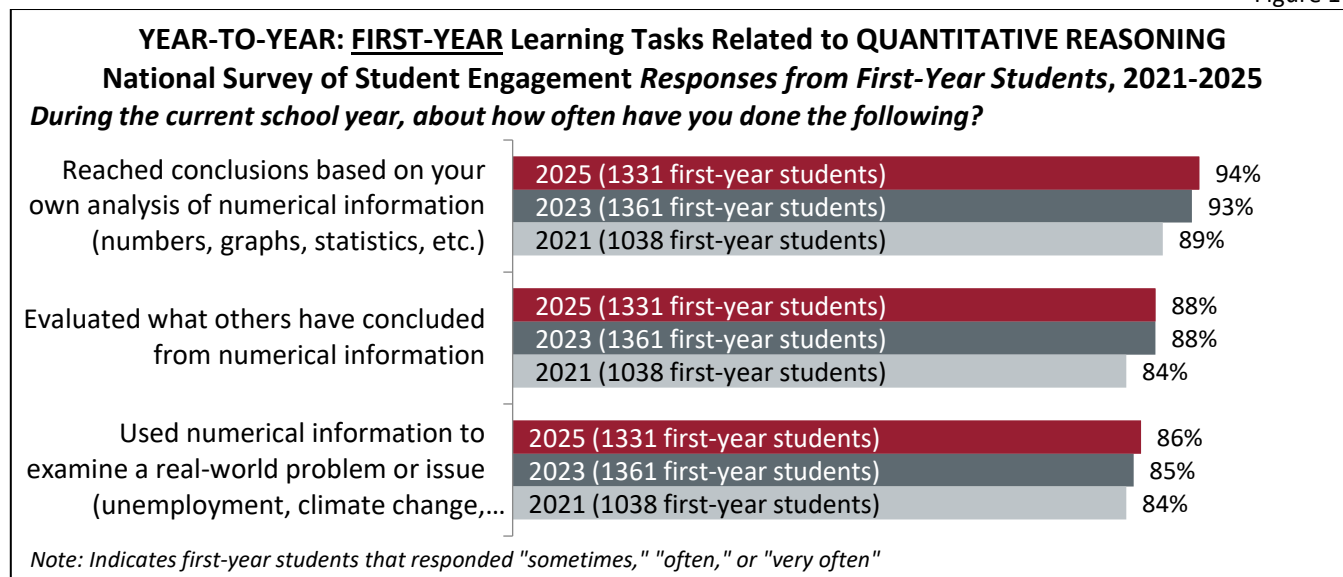 YEAR-TO-YEAR: FIRST-YEAR Learning Tasks Related to QUANTITATIVE REASONING
National Survey of Student Engagement Responses from First-Year Students, 2021-2025
During the current school year, about how often have you done the following?
Reached conclusions based on your
own analysis of numerical information
(numbers, graphs, statistics, etc.)
2025 (1331 first-year students) 94%
2023 (1361 first-year students) 93%
2021 (1038 first-year students) 89%
Evaluated what others have concluded
from numerical information
2025 (1331 first-year students) 88%
2023 (1361 first-year students) 88%
2021 (1038 first-year students) 84%
Used numerical information to
examine a real-world problem or issue
(unemployment, climate change,…
2025 (1331 first-year students) 86%
2023 (1361 first-year students) 85%
2021 (1038 first-year students) 84%
Note: Indicates first-year students that responded "sometimes," "often," or "very often"